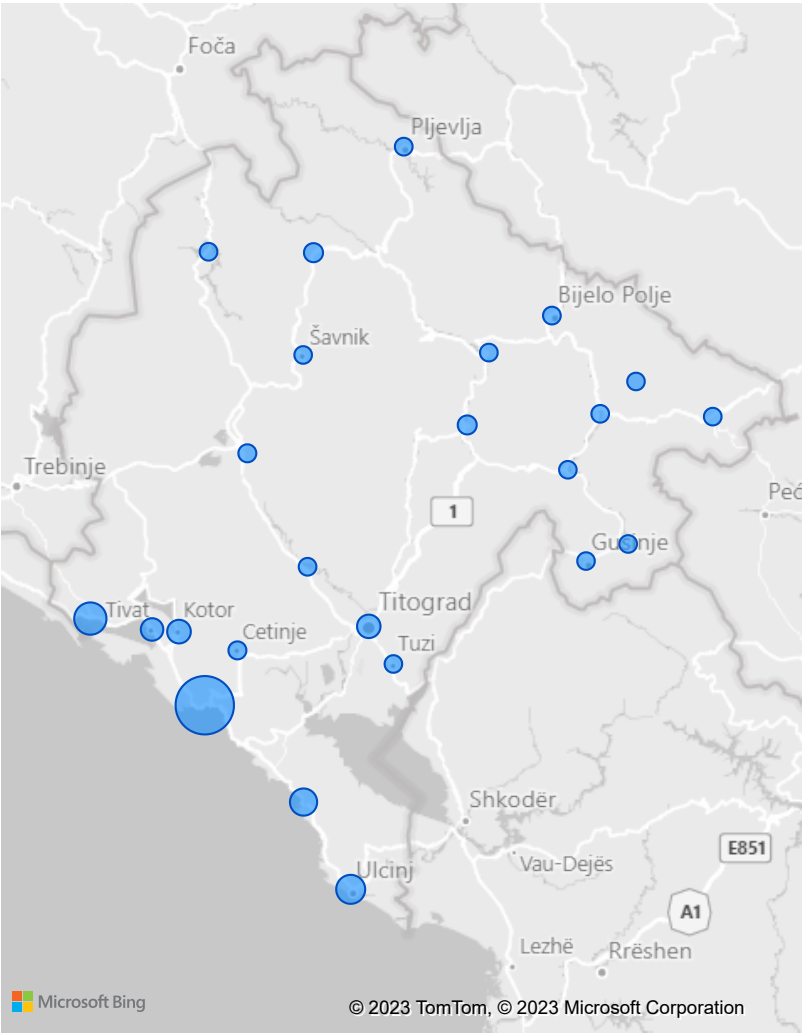 Foča
Pljevlja
Bijelo Polje
Šavnik
Trebinje
Peć
1
Gusinje
Titograd
Tivat
Kotor
Cetinje
Tuzi
Shkodër
E851
Ulcinj
Vau-Dejës
A1
Lezhë
Rrëshen
Microsoft Bing
© 2023 TomTom, © 2023 Microsoft Corporation